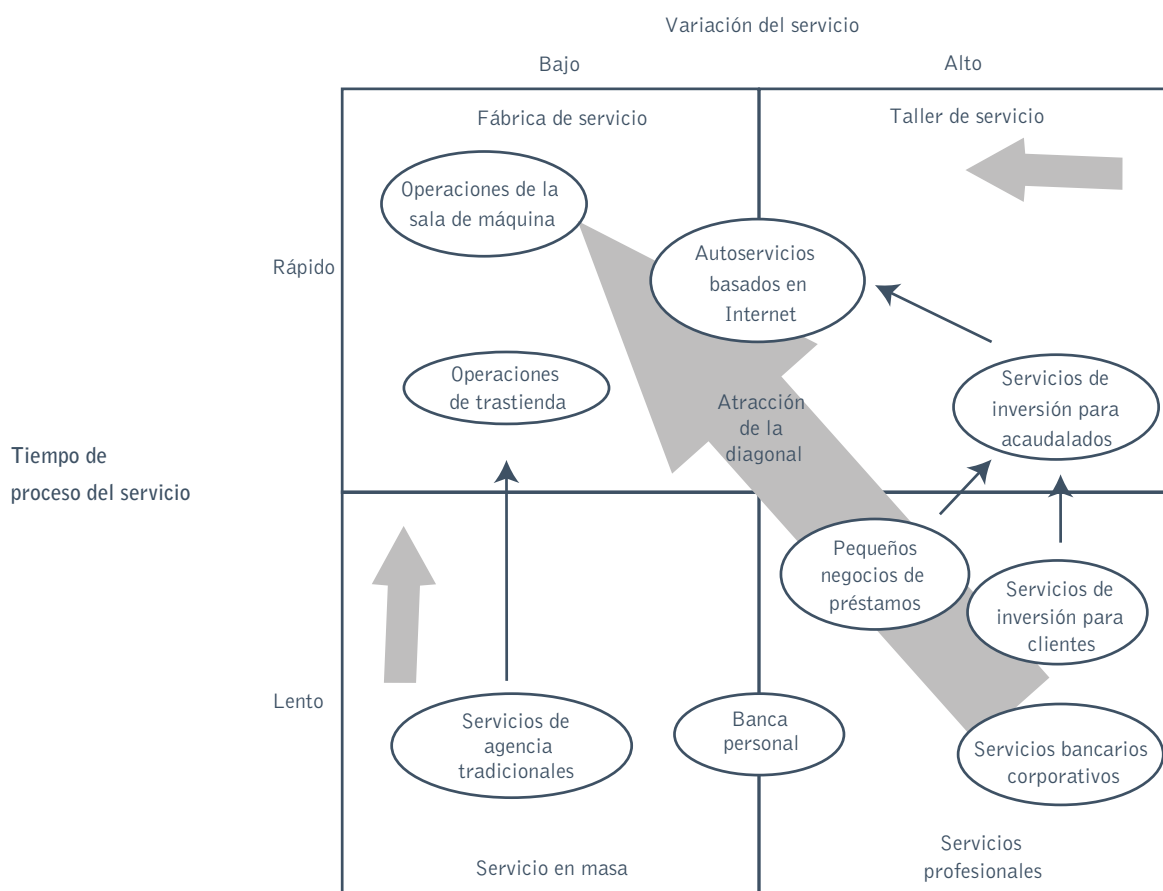 Variación del servicio
Bajo
Alto
Fábrica de servicio
Taller de servicio
Operaciones de la
sala de máquina
Rápido
Autoservicios
basados en
Internet
Operaciones
de trastienda
Servicios de
inversión para
acaudalados
Atracción
de la
diagonal
Tiempo de
proceso del servicio
Pequeños
negocios de
préstamos
Servicios de
inversión para
clientes
Lento
Servicios de
agencia
tradicionales
Banca
personal
Servicios bancarios
corporativos
Servicio en masa
Servicios
profesionales